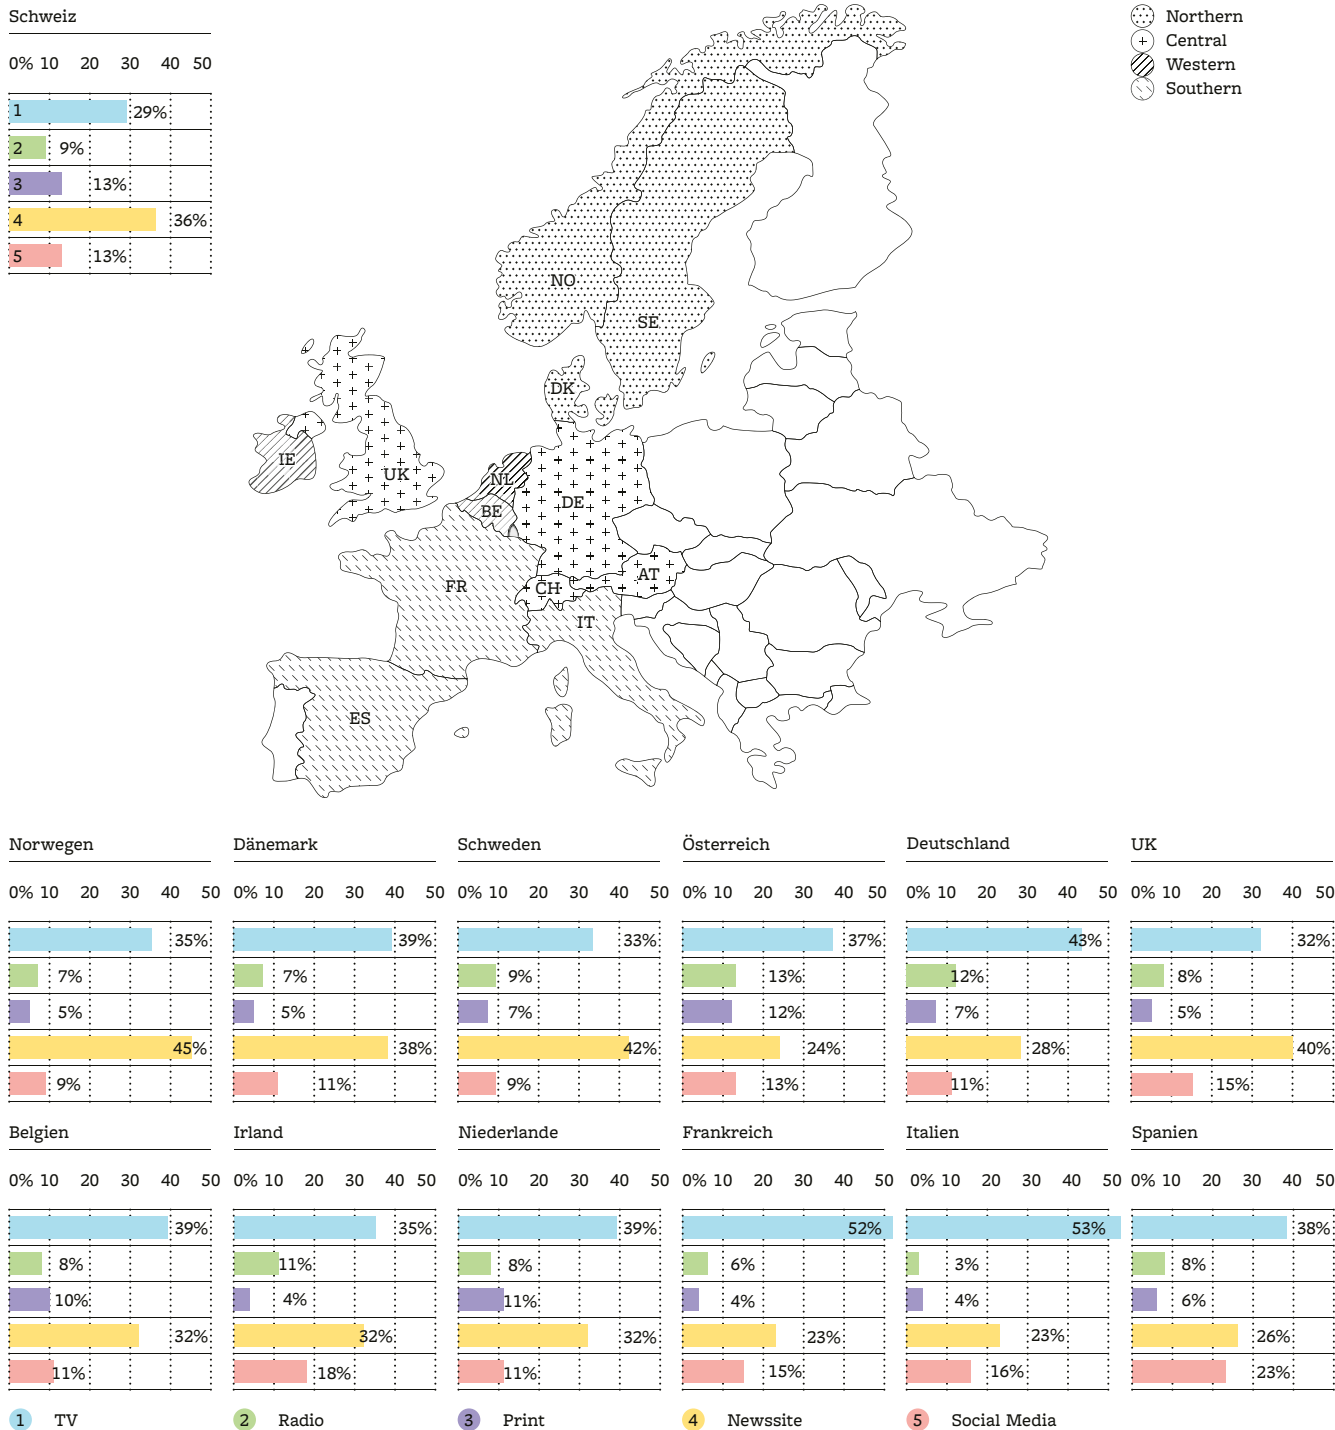 Schweiz
0% 10 20 30 40 50
1 29%
2 9%
3 13%
4 36%
5 13%
Northern
Central
Western
Southern
NO
SE
DK
IE
UK
NL
BE
DE
FR
CH
AT
IT
ES
Norwegen
0% 10 20 30 40 50
35%
7%
5%
45%
9%
Dänemark
0% 10 20 30 40 50
39%
7%
5%
38%
11%
Schweden
0% 10 20 30 40 50
33%
9%
7%
42%
9%
Österreich
0% 10 20 30 40 50
37%
13%
12%
24%
13%
Deutschland
0% 10 20 30 40 50
43%
12%
7%
28%
11%
UK
0% 10 20 30 40 50
32%
8%
5%
40%
15%
Belgien
0% 10 20 30 40 50
39%
8%
10%
32%
11%
Irland
0% 10 20 30 40 50
35%
11%
4%
32%
18%
Niederlande
0% 10 20 30 40 50
39%
8%
11%
32%
11%
Frankreich
0% 10 20 30 40 50
52%
6%
4%
23%
15%
Italien
0% 10 20 30 40 50
53%
3%
4%
23%
16%
Spanien
0% 10 20 30 40 50
38%
8%
6%
26%
23%
1 TV
2 Radio
3 Print
4 Newssite
5 Social Media